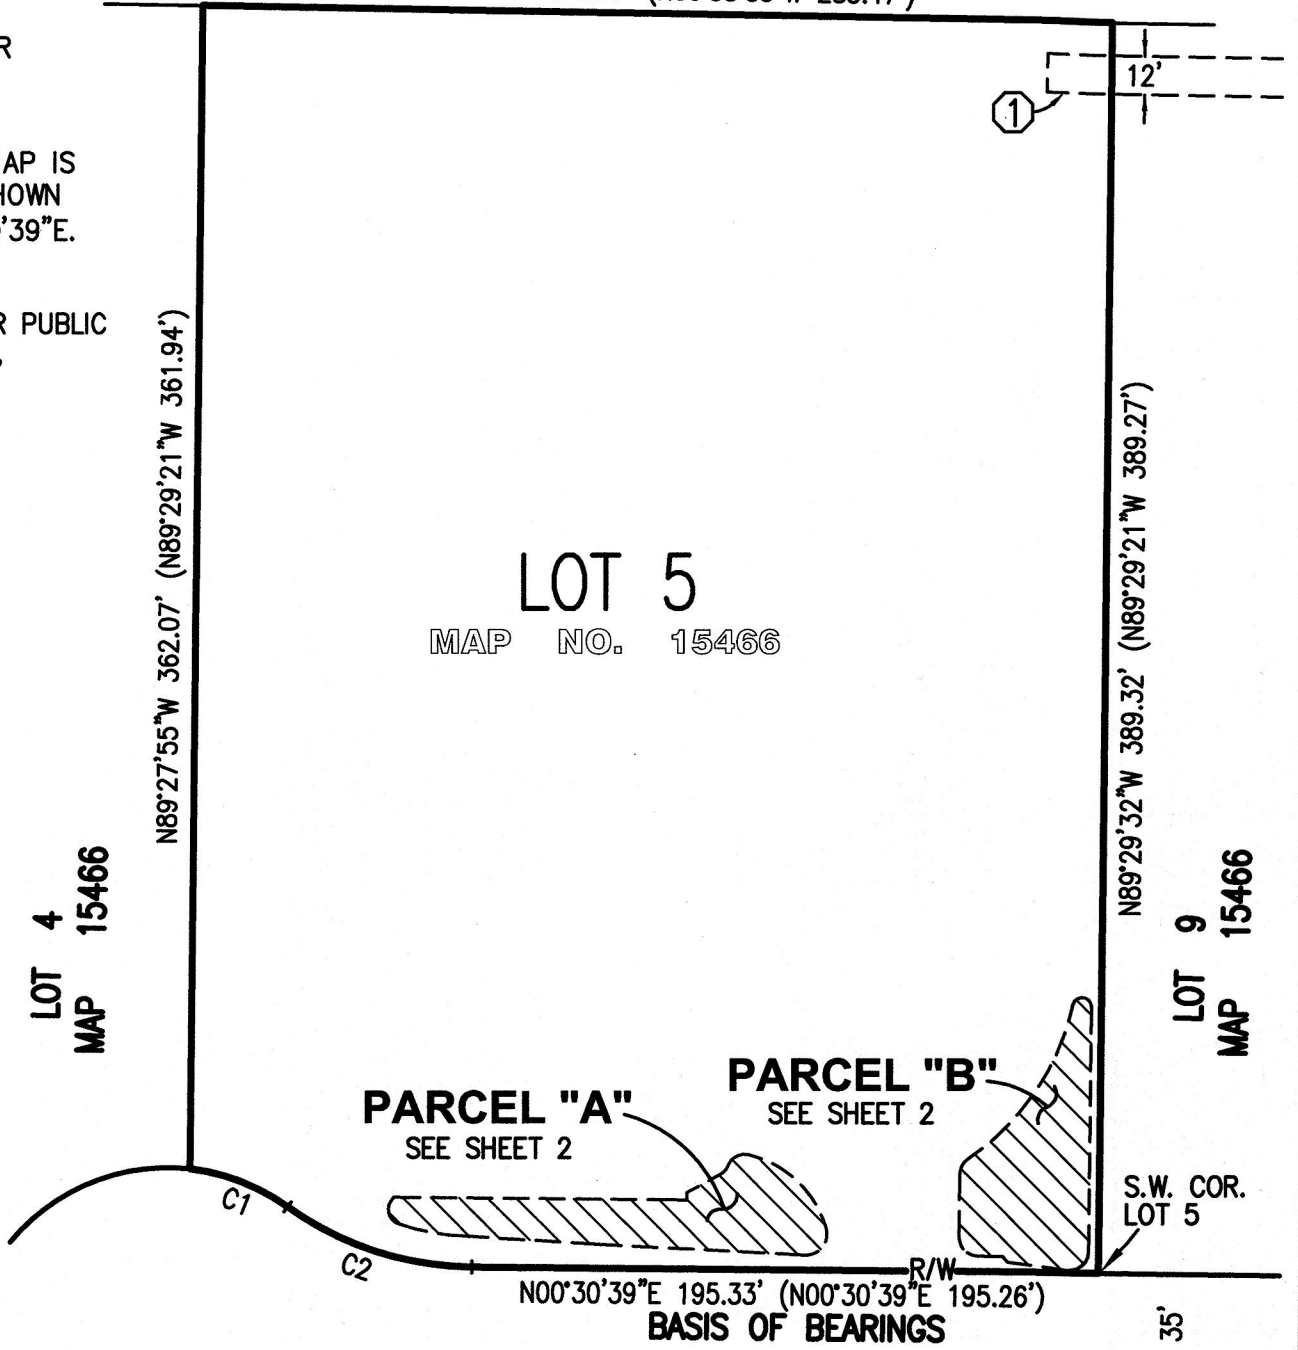 R
AP IS
HOWN
'39"E.
R PUBLIC
12'
1
N89°27'55"W 362.07' (N89°29'21"W 361.94')
N89°29'32"W 389.32' (N89°29'21"W 389.27')
LOT 5
MAP NO. 15466
LOT 4
MAP 15466
LOT 9
MAP 15466
PARCEL "A"
SEE SHEET 2
PARCEL "B"
SEE SHEET 2
S.W. COR.
LOT 5
C1
C2
R/W
N00°30'39"E 195.33' (N00°30'39"E 195.26')
BASIS OF BEARINGS
35'